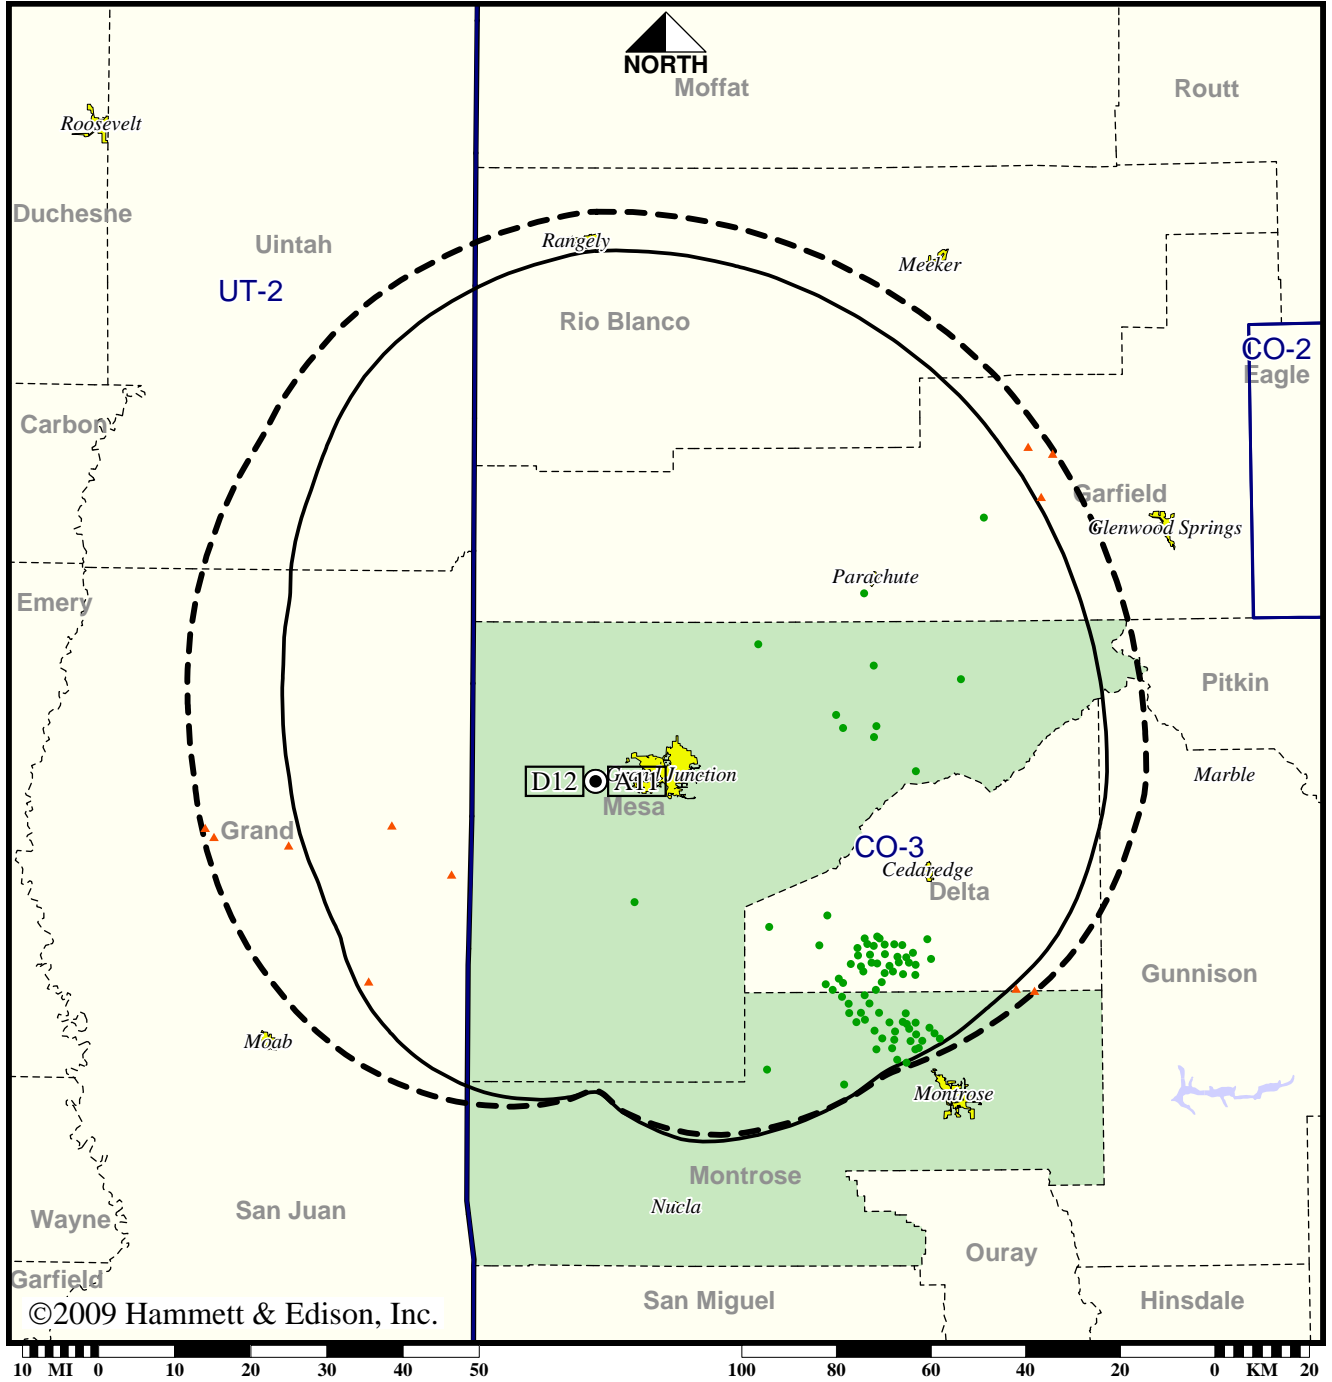 NORTH
Moffat
Routt
Roosevelt
Duchesne
Uintah
Rangely
Meeker
UT-2
Rio Blanco
CO-2
Eagle
Carbon
Garfield
Glenwood Springs
Parachute
Emery
Pitkin
D12
A11
Grand Junction
Marble
Mesa
Grand
CO-3
Cedaredge
Delta
Gunnison
Moab
Montrose
Montrose
Nucla
San Juan
Wayne
Ouray
Garfield
San Miguel
Hinsdale
©2009 Hammett & Edison, Inc.
10 MI 0 10 20 30 40 50 100 80 60 40 20 0 KM 20